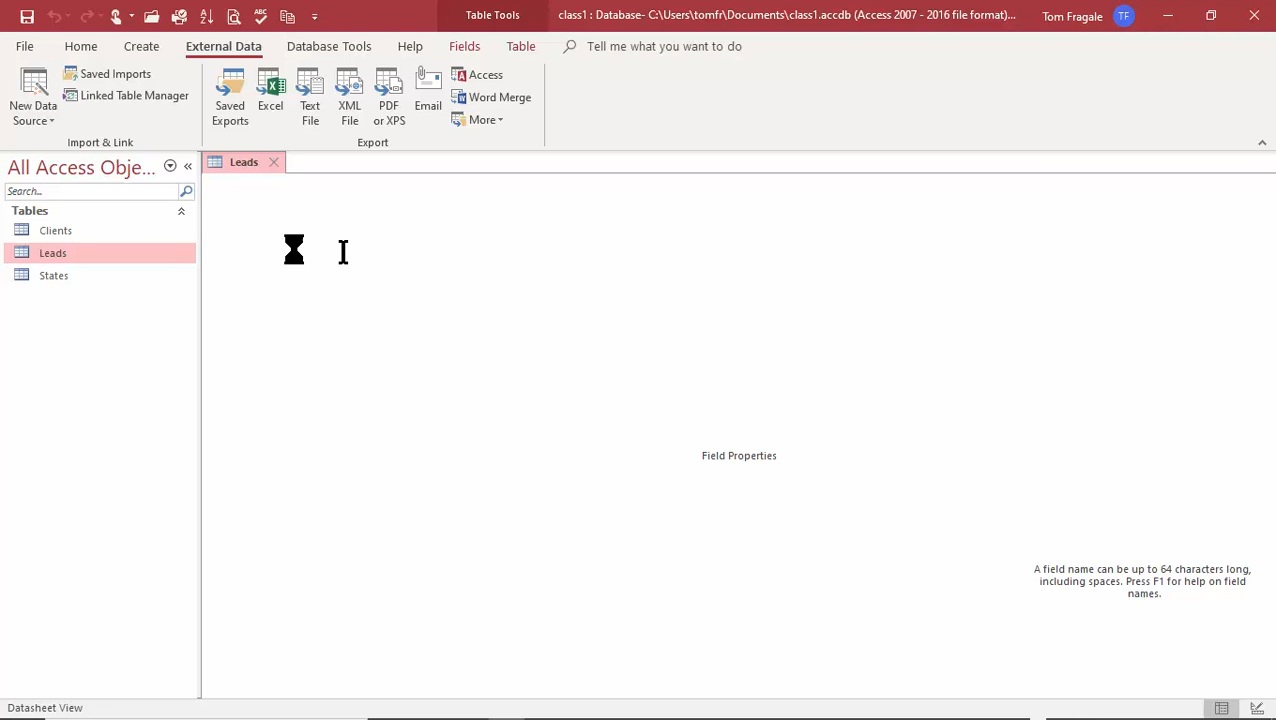 Table Tools
class1 : Database- C:\Users\tomfr\Documents\class1.accdb (Access 2007 - 2016 file format)...
Tom Fragale
TF
File
Home
Create
External Data
Database Tools
Help
Fields
Table
Tell me what you want to do
New Data
Source
Saved Imports
Linked Table Manager
Import & Link
Saved
Exports
Excel
Text
File
XML
File
PDF
or XPS
Email
Access
Word Merge
More
Export
All Access Obje...
Search...
Tables
Clients
Leads
States
Leads
Field Properties
A field name can be up to 64 characters long,
including spaces. Press F1 for help on field
names.
Datasheet View